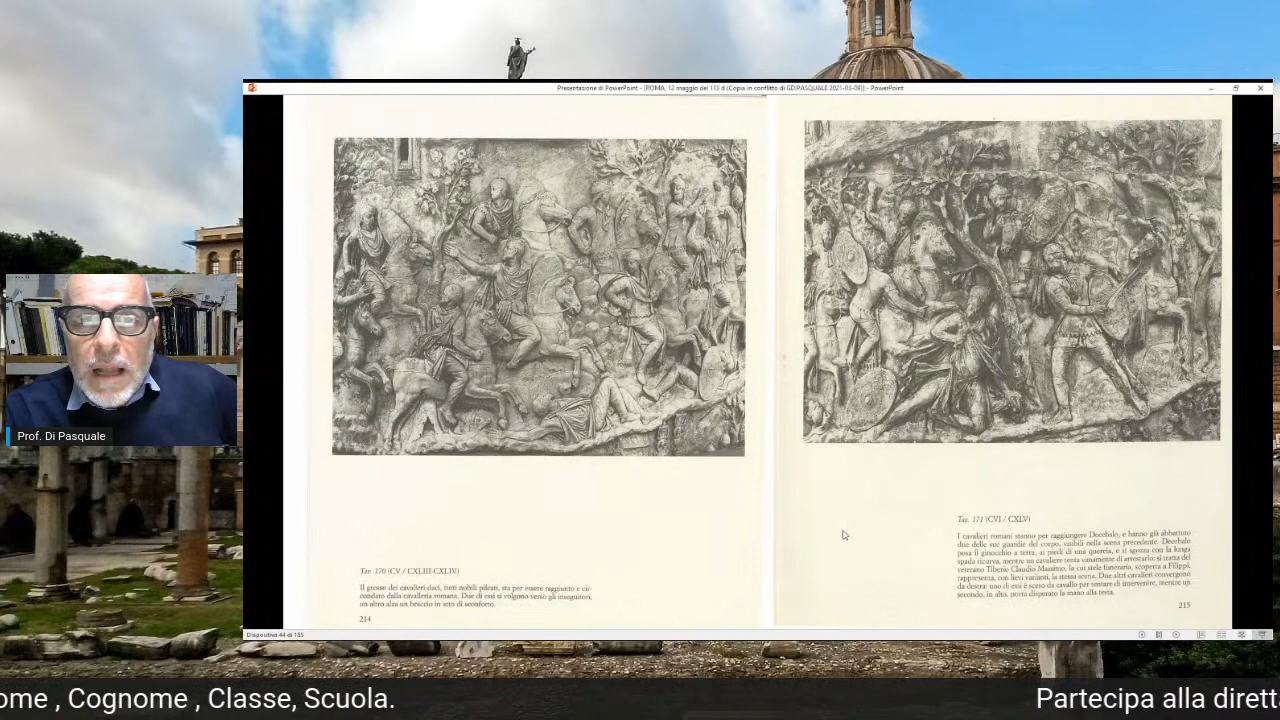 Presentazione di PowerPoint - [ROMA, 12 maggio del 113 d (Copia in conflitto di GDIPASQUALE 2021-03-09)] - PowerPoint
Prof. Di Pasquale
Tav. 170 (CV / CXLIII-CXLIV)
Il grosso dei cavalieri daci, tutti nobili pileati, sta per essere raggiunto e cir-
condato dalla cavalleria romana. Due di essi si volgono verso gli inseguitori,
un altro alza un braccio in atto di sconforto.
214
Tav. 171 (CVI / CXLV)
I cavalieri romani stanno per raggiungere Decebalo, e hanno già abbattuto
due delle sue guardie del corpo, visibili nella scena precedente. Decebalo
posa il ginocchio a terra, ai piedi di una quercia, e si sgozza con la lunga
spada ricurva, mentre un cavaliere tenta vanamente di arrestarlo: si tratta del
veterano Tiberio Claudio Massimo, la cui stele funeraria, scoperta a Filippi,
rappresenta, con lievi varianti, la stessa scena. Due altri cavalieri convergono
da destra: uno di essi è sceso da cavallo per tentare di intervenire, mentre un
secondo, in alto, porta disperato la mano alla testa.
215
Diapositiva 44 di 185
ome , Cognome , Classe, Scuola.
Partecipa alla dirett